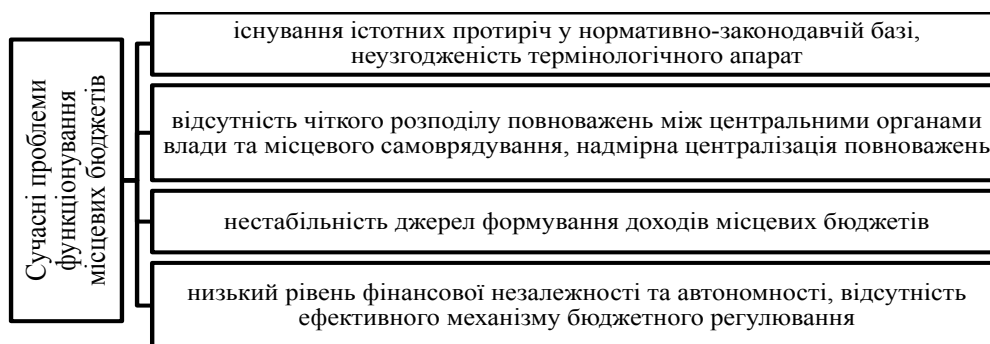 Сучасні проблеми
функціонування
місцевих бюджетів
існування істотних протиріч у нормативно-законодавчій базі,
неузгодженість термінологічного апарат
відсутність чіткого розподілу повноважень між центральними органами
влади та місцевого самоврядування, надмірна централізація повноважень
нестабільність джерел формування доходів місцевих бюджетів
низький рівень фінансової незалежності та автономності, відсутність
ефективного механізму бюджетного регулювання